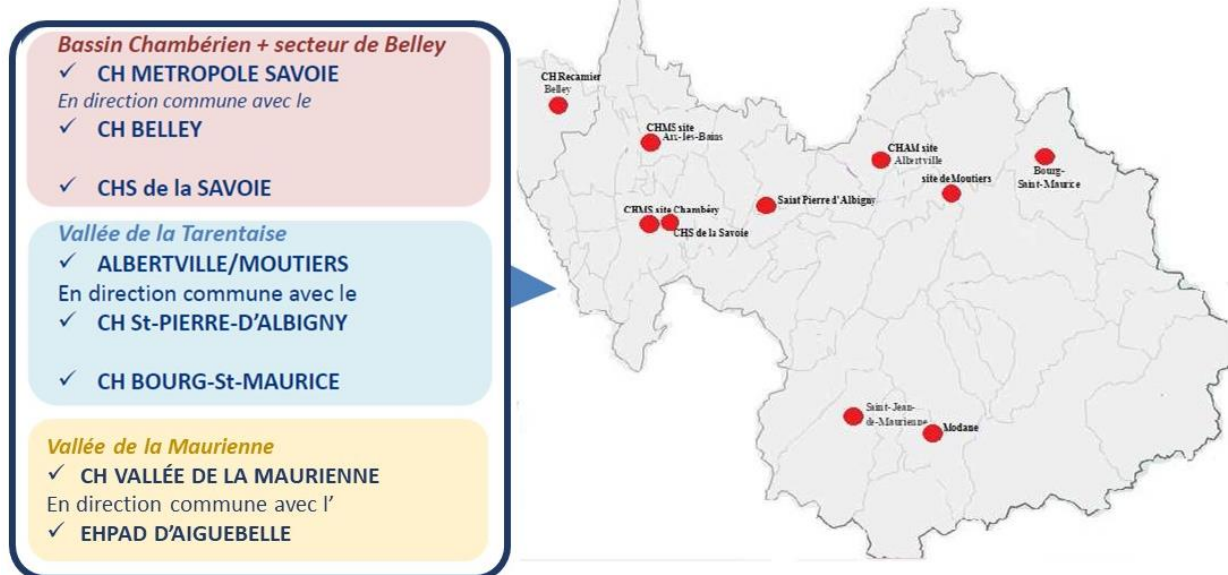 Bassin Chambérien + secteur de Belley
✓ CH METROPOLE SAVOIE
En direction commune avec le
✓ CH BELLEY
✓ CHS de la SAVOIE
Vallée de la Tarentaise
✓ ALBERTVILLE/MOUTIERS
En direction commune avec le
✓ CH St-PIERRE-D'ALBIGNY
✓ CH BOURG-St-MAURICE
Vallée de la Maurienne
✓ CH VALLÉE DE LA MAURIENNE
En direction commune avec l'
✓ EHPAD D'AIGUEBELLE
CH Recamier
Belley
CHMS site
Aix-les-Bains
CHAM site
Albertville
site de Moutiers
Bourg-
Saint-Maurice
Saint Pierre d'Albigny
CHMS site Chambéry
CHS de la Savoie
Saint-Jean-
de-Maurienne
Modane